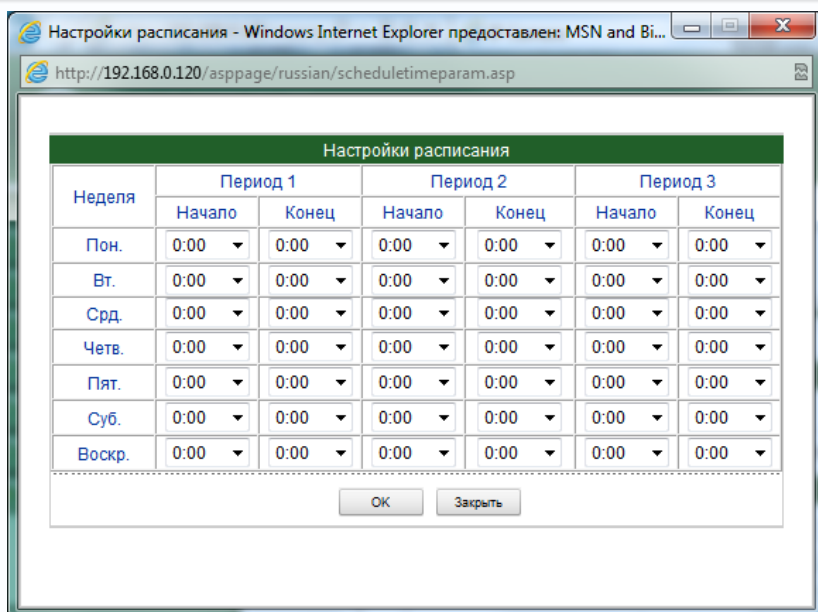 Настройки расписания - Windows Internet Explorer предоставлен: MSN and Bi...
http://192.168.0.120/asppage/russian/scheduletimeparam.asp
Настройки расписания
Неделя Период 1 Период 2 Период 3
Начало Конец Начало Конец Начало Конец
Пон. 0:00 0:00 0:00 0:00 0:00 0:00
Вт. 0:00 0:00 0:00 0:00 0:00 0:00
Срд. 0:00 0:00 0:00 0:00 0:00 0:00
Четв. 0:00 0:00 0:00 0:00 0:00 0:00
Пят. 0:00 0:00 0:00 0:00 0:00 0:00
Суб. 0:00 0:00 0:00 0:00 0:00 0:00
Воскр. 0:00 0:00 0:00 0:00 0:00 0:00
OK Закрыть